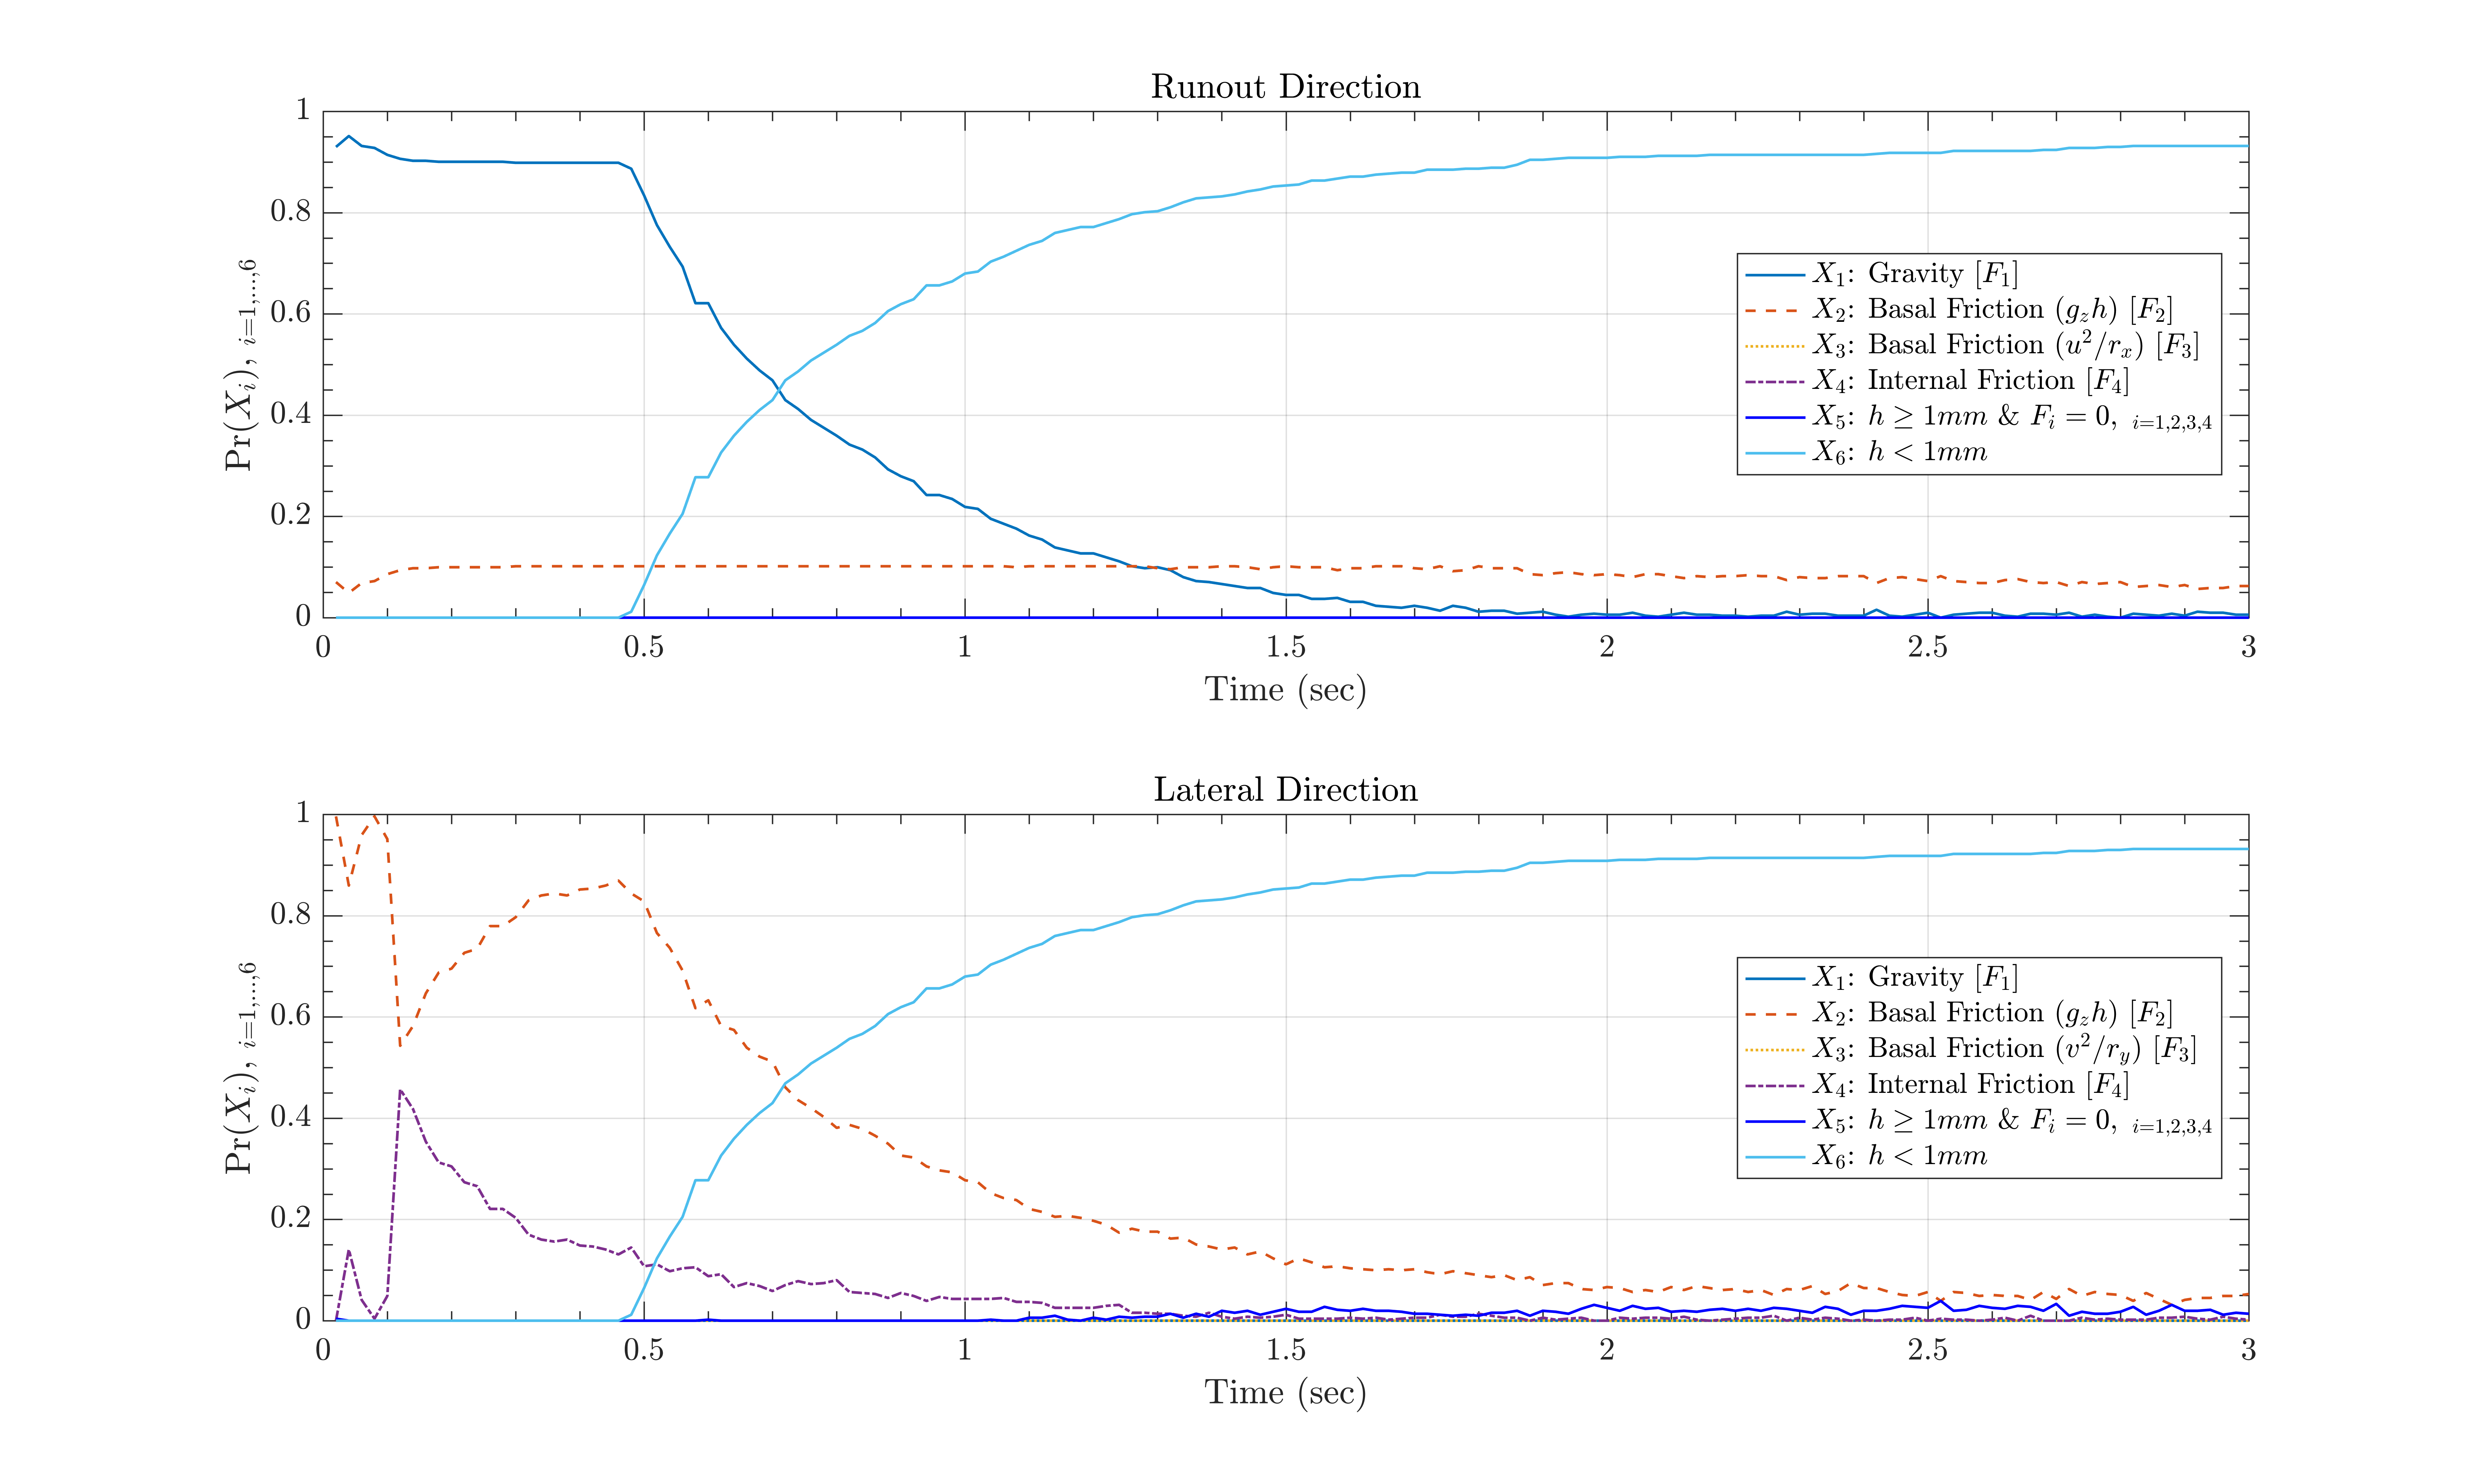 Runout Direction
1
0.8
0.6
0.4
0.2
0
Pr(X_i), i=1,...,6
X_1: Gravity [F_1]
X_2: Basal Friction (g_z h) [F_2]
X_3: Basal Friction (u^2/r_x) [F_3]
X_4: Internal Friction [F_4]
X_5: h ≥ 1mm & F_i = 0, i=1,2,3,4
X_6: h < 1mm
0 0.5 1 1.5 2 2.5 3
Time (sec)
Lateral Direction
1
0.8
0.6
0.4
0.2
0
Pr(X_i), i=1,...,6
X_1: Gravity [F_1]
X_2: Basal Friction (g_z h) [F_2]
X_3: Basal Friction (v^2/r_y) [F_3]
X_4: Internal Friction [F_4]
X_5: h ≥ 1mm & F_i = 0, i=1,2,3,4
X_6: h < 1mm
0 0.5 1 1.5 2 2.5 3
Time (sec)